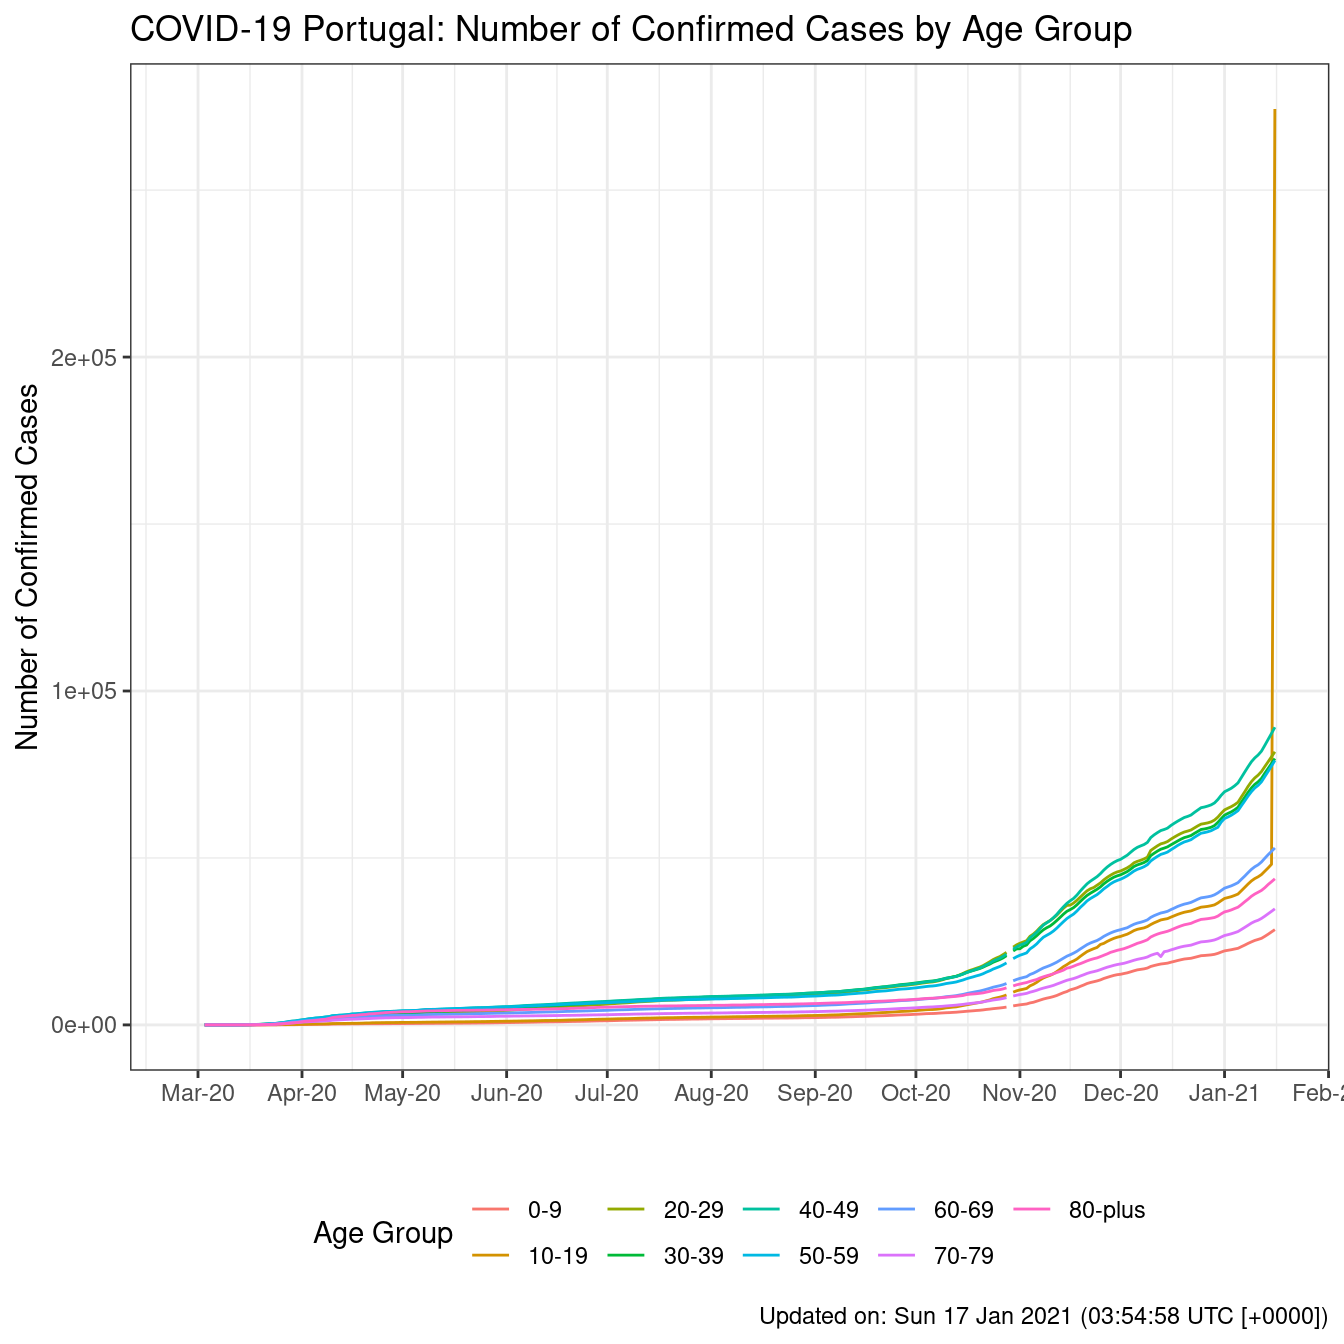 COVID-19 Portugal: Number of Confirmed Cases by Age Group
Number of Confirmed Cases
2e+05
1e+05
0e+00
Mar-20 Apr-20 May-20 Jun-20 Jul-20 Aug-20 Sep-20 Oct-20 Nov-20 Dec-20 Jan-21 Feb-2
Age Group
0-9 20-29 40-49 60-69 80-plus
10-19 30-39 50-59 70-79
Updated on: Sun 17 Jan 2021 (03:54:58 UTC [+0000])